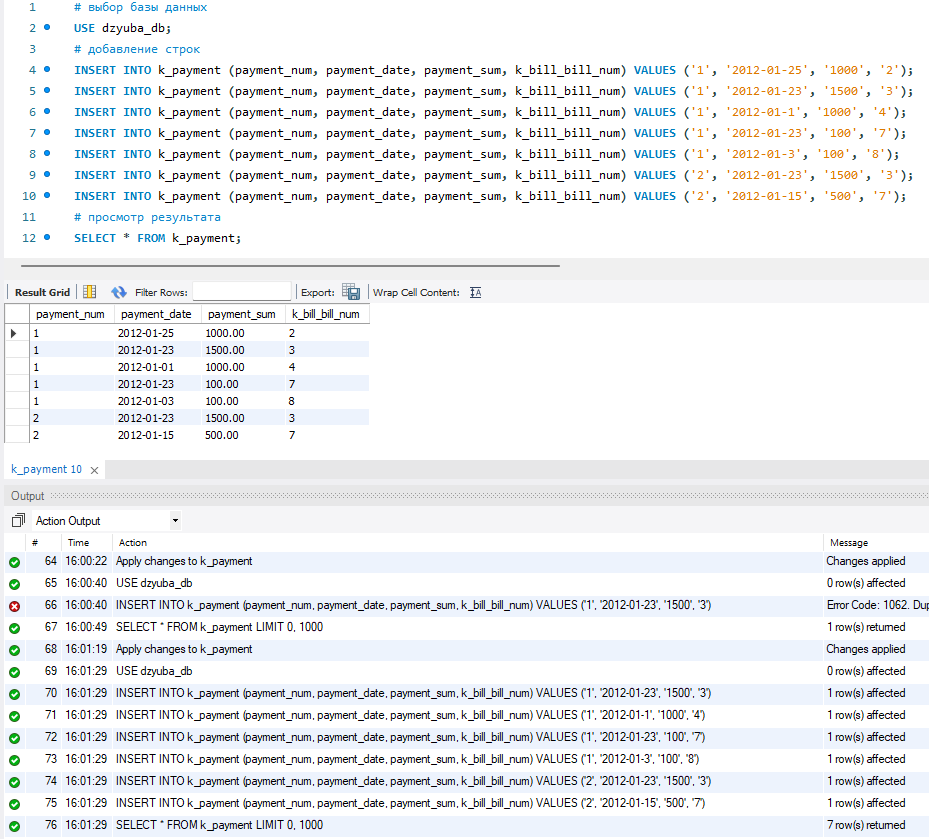 1 # выбор базы данных
2 USE dzyuba_db;
3 # добавление строк
4 INSERT INTO k_payment (payment_num, payment_date, payment_sum, k_bill_bill_num) VALUES ('1', '2012-01-25', '1000', '2');
5 INSERT INTO k_payment (payment_num, payment_date, payment_sum, k_bill_bill_num) VALUES ('1', '2012-01-23', '1500', '3');
6 INSERT INTO k_payment (payment_num, payment_date, payment_sum, k_bill_bill_num) VALUES ('1', '2012-01-1', '1000', '4');
7 INSERT INTO k_payment (payment_num, payment_date, payment_sum, k_bill_bill_num) VALUES ('1', '2012-01-23', '100', '7');
8 INSERT INTO k_payment (payment_num, payment_date, payment_sum, k_bill_bill_num) VALUES ('1', '2012-01-3', '100', '8');
9 INSERT INTO k_payment (payment_num, payment_date, payment_sum, k_bill_bill_num) VALUES ('2', '2012-01-23', '1500', '3');
10 INSERT INTO k_payment (payment_num, payment_date, payment_sum, k_bill_bill_num) VALUES ('2', '2012-01-15', '500', '7');
11 # просмотр результата
12 SELECT * FROM k_payment;
Result Grid Filter Rows: Export: Wrap Cell Content: IA
payment_num payment_date payment_sum k_bill_bill_num
1 2012-01-25 1000.00 2
1 2012-01-23 1500.00 3
1 2012-01-01 1000.00 4
1 2012-01-23 100.00 7
1 2012-01-03 100.00 8
2 2012-01-23 1500.00 3
2 2012-01-15 500.00 7
k_payment 10
Output
Action Output
# Time Action Message
64 16:00:22 Apply changes to k_payment Changes applied
65 16:00:40 USE dzyuba_db 0 row(s) affected
66 16:00:40 INSERT INTO k_payment (payment_num, payment_date, payment_sum, k_bill_bill_num) VALUES ('1', '2012-01-23', '1500', '3') Error Code: 1062. Dup
67 16:00:49 SELECT * FROM k_payment LIMIT 0, 1000 1 row(s) returned
68 16:01:19 Apply changes to k_payment Changes applied
69 16:01:29 USE dzyuba_db 0 row(s) affected
70 16:01:29 INSERT INTO k_payment (payment_num, payment_date, payment_sum, k_bill_bill_num) VALUES ('1', '2012-01-23', '1500', '3') 1 row(s) affected
71 16:01:29 INSERT INTO k_payment (payment_num, payment_date, payment_sum, k_bill_bill_num) VALUES ('1', '2012-01-1', '1000', '4') 1 row(s) affected
72 16:01:29 INSERT INTO k_payment (payment_num, payment_date, payment_sum, k_bill_bill_num) VALUES ('1', '2012-01-23', '100', '7') 1 row(s) affected
73 16:01:29 INSERT INTO k_payment (payment_num, payment_date, payment_sum, k_bill_bill_num) VALUES ('1', '2012-01-3', '100', '8') 1 row(s) affected
74 16:01:29 INSERT INTO k_payment (payment_num, payment_date, payment_sum, k_bill_bill_num) VALUES ('2', '2012-01-23', '1500', '3') 1 row(s) affected
75 16:01:29 INSERT INTO k_payment (payment_num, payment_date, payment_sum, k_bill_bill_num) VALUES ('2', '2012-01-15', '500', '7') 1 row(s) affected
76 16:01:29 SELECT * FROM k_payment LIMIT 0, 1000 7 row(s) returned